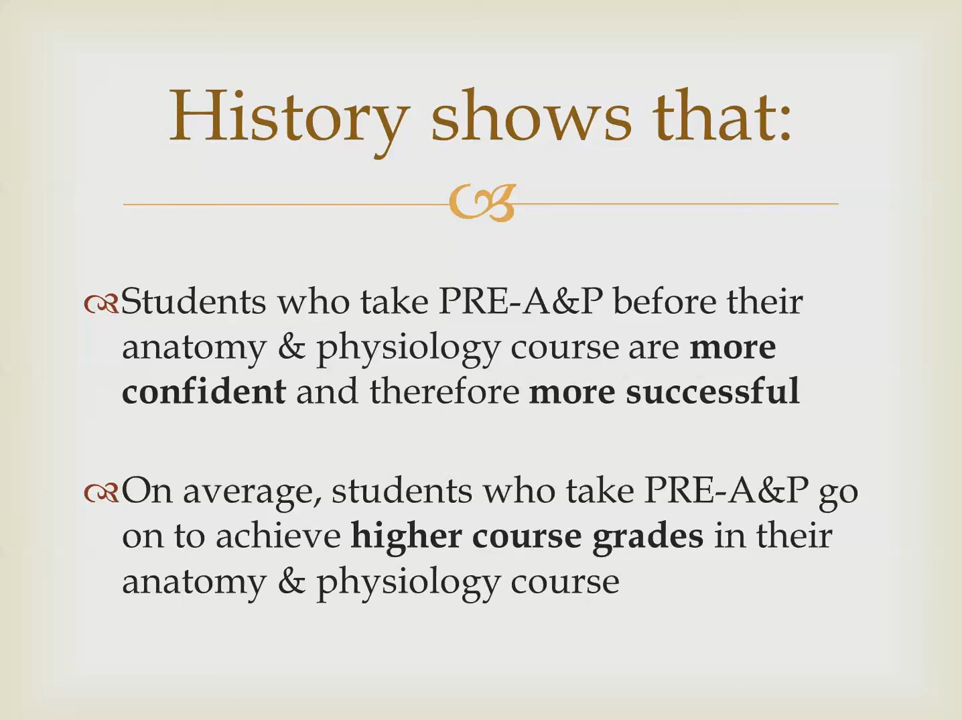 History shows that:
Students who take PRE-A&P before their
anatomy & physiology course are more
confident and therefore more successful
On average, students who take PRE-A&P go
on to achieve higher course grades in their
anatomy & physiology course